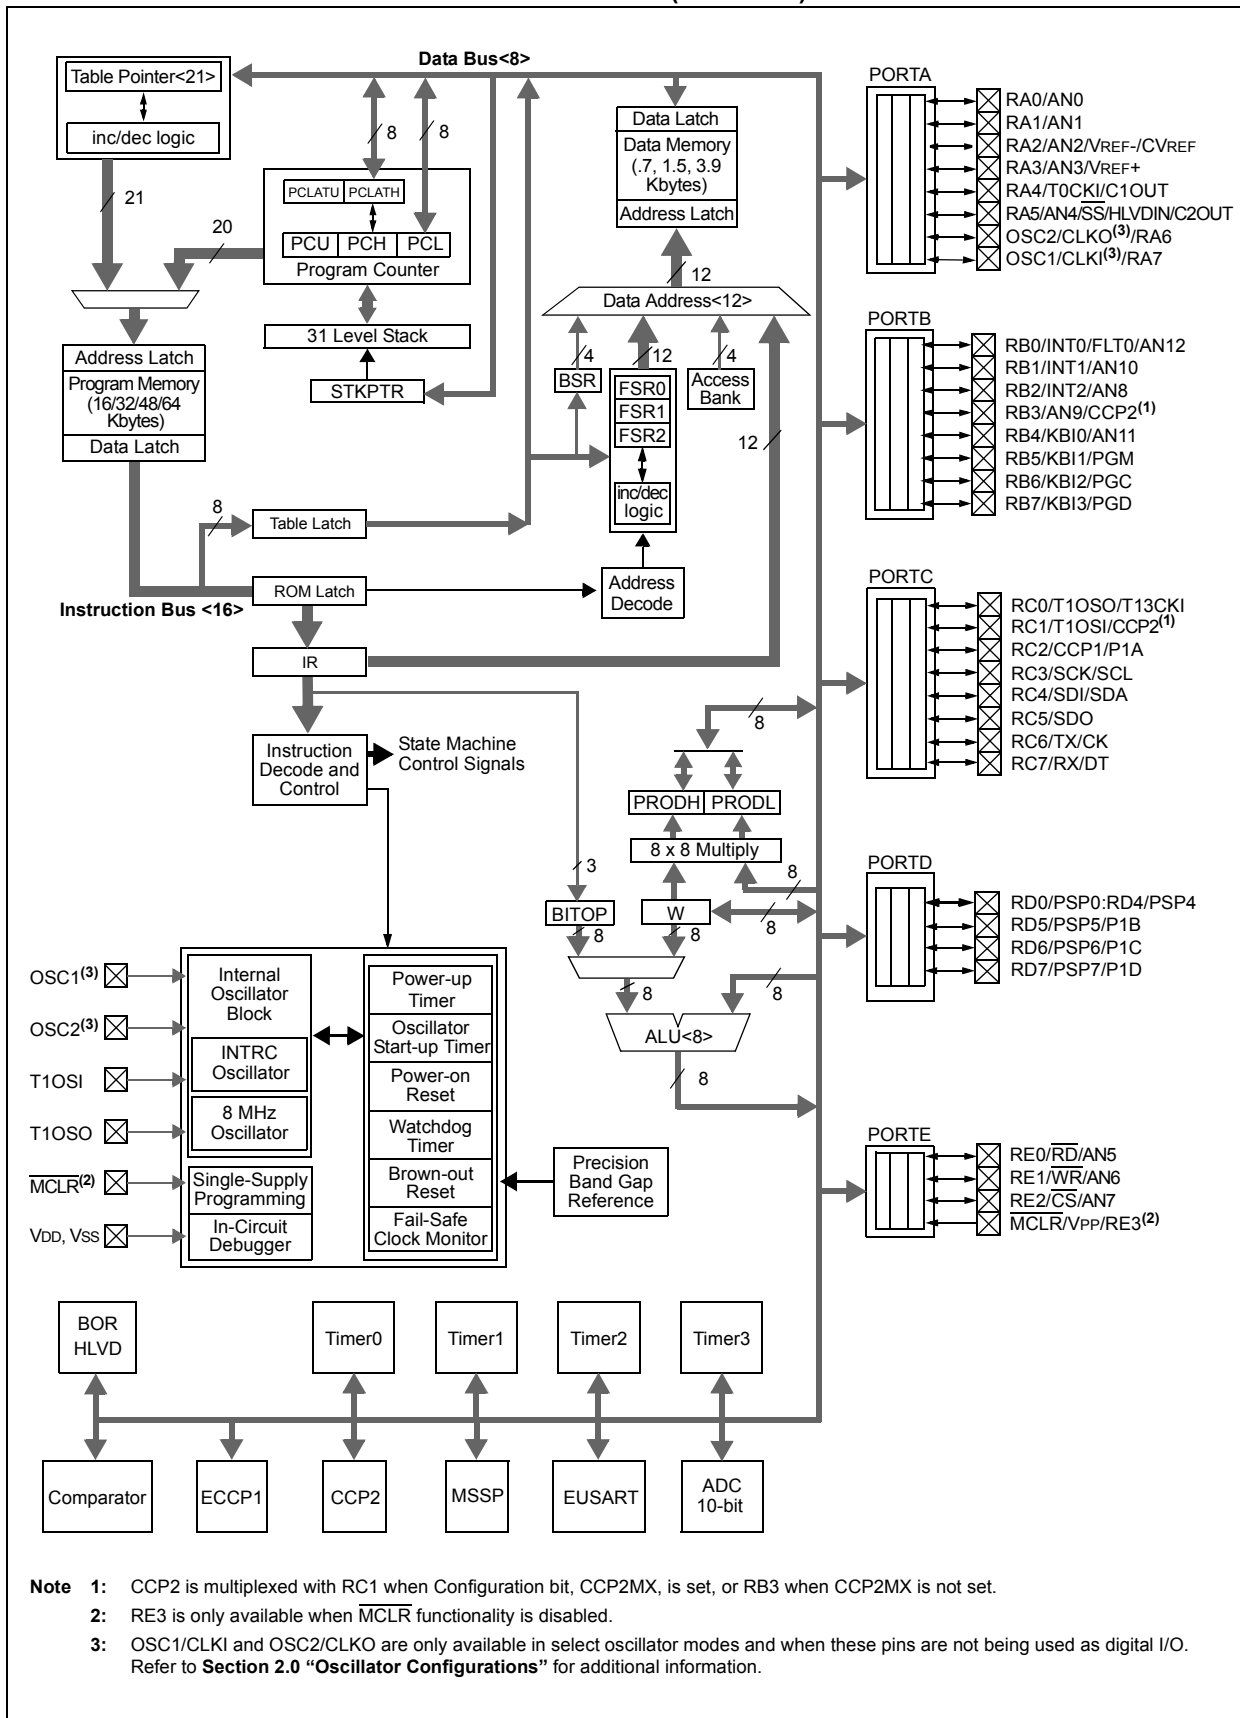 Data Bus<8>
Table Pointer<21>
inc/dec logic
21
8
8
PCLATU PCLATH
PCU PCH PCL
Program Counter
20
31 Level Stack
STKPTR
Address Latch
Program Memory
(16/32/48/64
Kbytes)
Data Latch
8
Table Latch
Instruction Bus <16>
ROM Latch
IR
Data Latch
Data Memory
(.7, 1.5, 3.9
Kbytes)
Address Latch
12
Data Address<12>
4
12
4
BSR
FSR0
FSR1
FSR2
inc/dec
logic
Access
Bank
12
Address
Decode
Instruction
Decode and
Control
State Machine
Control Signals
8
PRODH PRODL
8 x 8 Multiply
3
8
BITOP
W
8
8
8
8
8
ALU<8>
8
OSC1(3)
OSC2(3)
T1OSI
T1OSO
MCLR(2)
VDD, VSS
Internal
Oscillator
Block
INTRC
Oscillator
8 MHz
Oscillator
Single-Supply
Programming
In-Circuit
Debugger
Power-up
Timer
Oscillator
Start-up Timer
Power-on
Reset
Watchdog
Timer
Brown-out
Reset
Fail-Safe
Clock Monitor
Precision
Band Gap
Reference
PORTA
RA0/AN0
RA1/AN1
RA2/AN2/VREF-/CVREF
RA3/AN3/VREF+
RA4/T0CKI/C1OUT
RA5/AN4/SS/HLVDIN/C2OUT
OSC2/CLKO(3)/RA6
OSC1/CLKI(3)/RA7
PORTB
RB0/INT0/FLT0/AN12
RB1/INT1/AN10
RB2/INT2/AN8
RB3/AN9/CCP2(1)
RB4/KBI0/AN11
RB5/KBI1/PGM
RB6/KBI2/PGC
RB7/KBI3/PGD
PORTC
RC0/T1OSO/T13CKI
RC1/T1OSI/CCP2(1)
RC2/CCP1/P1A
RC3/SCK/SCL
RC4/SDI/SDA
RC5/SDO
RC6/TX/CK
RC7/RX/DT
PORTD
RD0/PSP0:RD4/PSP4
RD5/PSP5/P1B
RD6/PSP6/P1C
RD7/PSP7/P1D
PORTE
RE0/RD/AN5
RE1/WR/AN6
RE2/CS/AN7
MCLR/VPP/RE3(2)
BOR
HLVD
Timer0
Timer1
Timer2
Timer3
Comparator
ECCP1
CCP2
MSSP
EUSART
ADC
10-bit
Note 1: CCP2 is multiplexed with RC1 when Configuration bit, CCP2MX, is set, or RB3 when CCP2MX is not set.
2: RE3 is only available when MCLR functionality is disabled.
3: OSC1/CLKI and OSC2/CLKO are only available in select oscillator modes and when these pins are not being used as digital I/O.
Refer to Section 2.0 “Oscillator Configurations” for additional information.